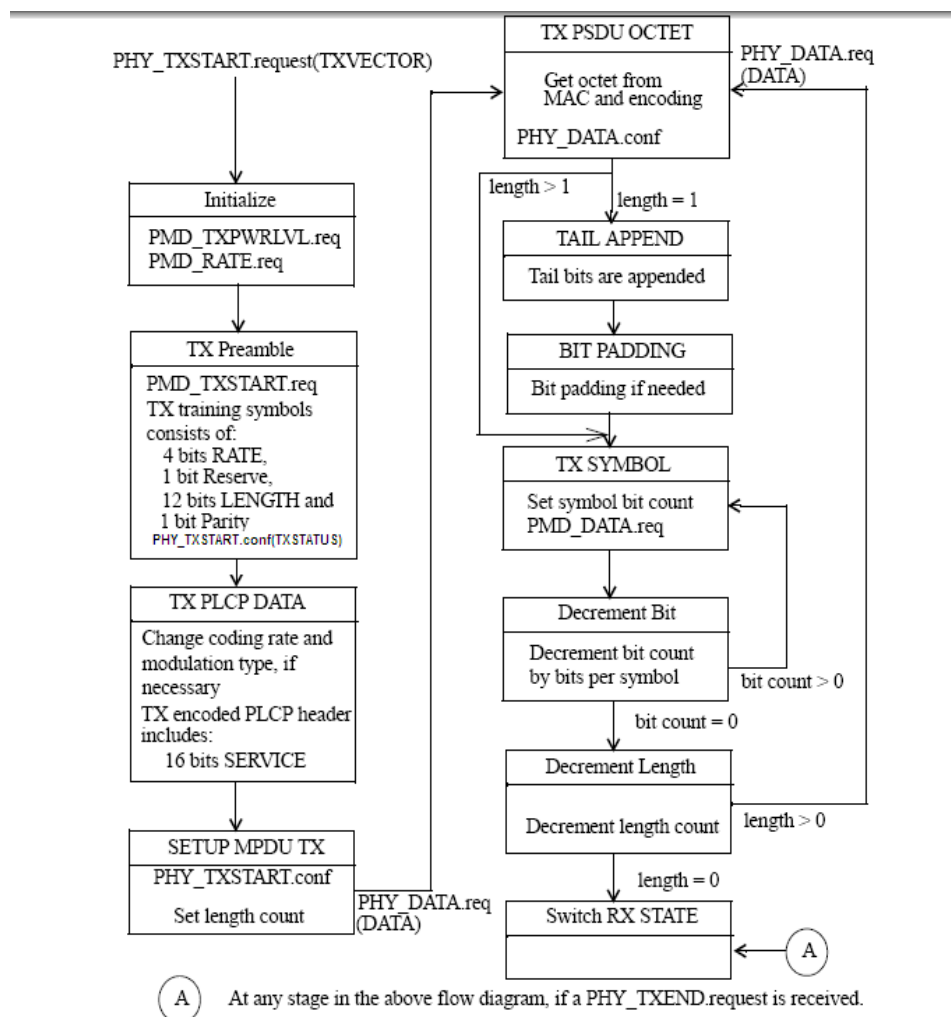 PHY_TXSTART.request(TXVECTOR)
Initialize
PMD_TXPWRLVL.req
PMD_RATE.req
TX Preamble
PMD_TXSTART.req
TX training symbols
consists of:
4 bits RATE,
1 bit Reserve,
12 bits LENGTH and
1 bit Parity
PHY_TXSTART.conf(TXSTATUS)
TX PLCP DATA
Change coding rate and
modulation type, if
necessary
TX encoded PLCP header
includes:
16 bits SERVICE
SETUP MPDU TX
PHY_TXSTART.conf
Set length count
PHY_DATA.req
(DATA)
TX PSDU OCTET
Get octet from
MAC and encoding
PHY_DATA.conf
PHY_DATA.req
(DATA)
length > 1
length = 1
TAIL APPEND
Tail bits are appended
BIT PADDING
Bit padding if needed
TX SYMBOL
Set symbol bit count
PMD_DATA.req
Decrement Bit
Decrement bit count
by bits per symbol
bit count > 0
bit count = 0
Decrement Length
Decrement length count
length > 0
length = 0
Switch RX STATE
A
A At any stage in the above flow diagram, if a PHY_TXEND.request is received.